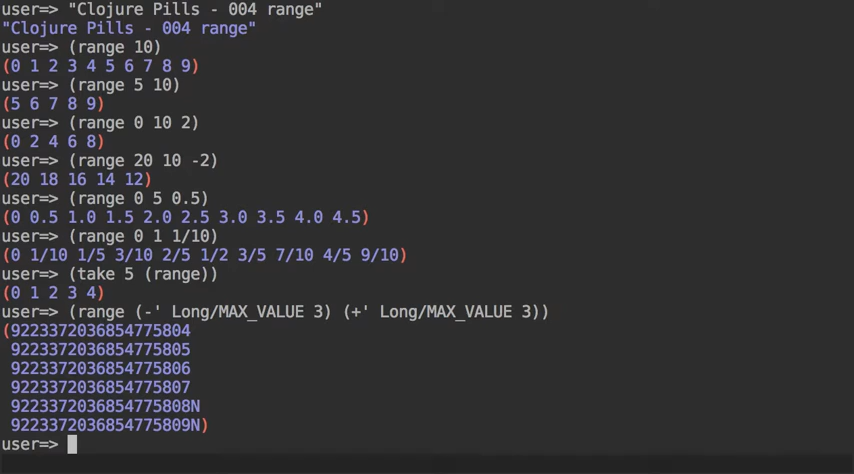 user=> "Clojure Pills - 004 range"
"Clojure Pills - 004 range"
user=> (range 10)
(0 1 2 3 4 5 6 7 8 9)
user=> (range 5 10)
(5 6 7 8 9)
user=> (range 0 10 2)
(0 2 4 6 8)
user=> (range 20 10 -2)
(20 18 16 14 12)
user=> (range 0 5 0.5)
(0 0.5 1.0 1.5 2.0 2.5 3.0 3.5 4.0 4.5)
user=> (range 0 1 1/10)
(0 1/10 1/5 3/10 2/5 1/2 3/5 7/10 4/5 9/10)
user=> (take 5 (range))
(0 1 2 3 4)
user=> (range (-' Long/MAX_VALUE 3) (+' Long/MAX_VALUE 3))
(9223372036854775804
9223372036854775805
9223372036854775806
9223372036854775807
9223372036854775808N
9223372036854775809N)
user=>